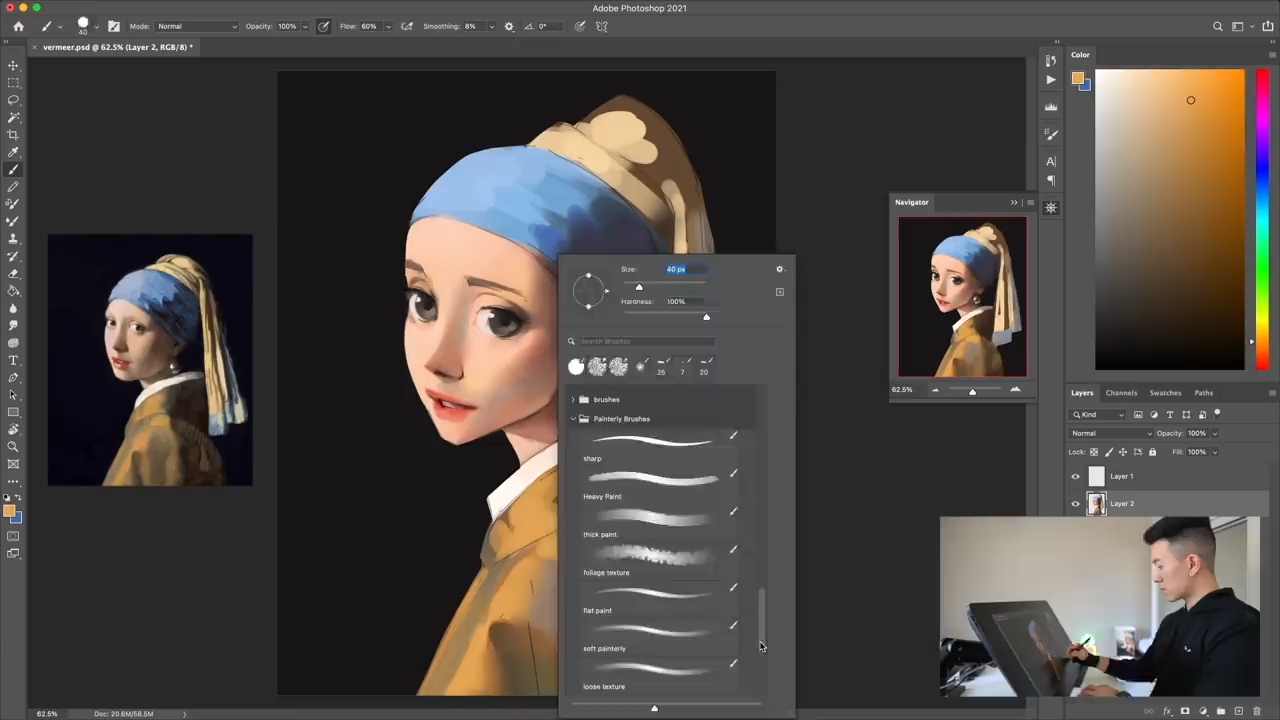 Adobe Photoshop 2021
40
Mode: Normal
Opacity: 100%
Flow: 60%
Smoothing: 8%
0°
vermeer.psd @ 62.5% (Layer 2, RGB/8) *
Color
Navigator
62.5%
Size: 40 px
Hardness: 100%
Search Brushes
25
7
20
brushes
Painterly Brushes
sharp
Heavy Paint
thick paint
foliage texture
flat paint
soft painterly
loose texture
Layers
Channels
Swatches
Paths
Kind
Normal
Opacity: 100%
Lock:
Fill: 100%
Layer 1
Layer 2
62.5%
Doc: 20.6M/58.5M